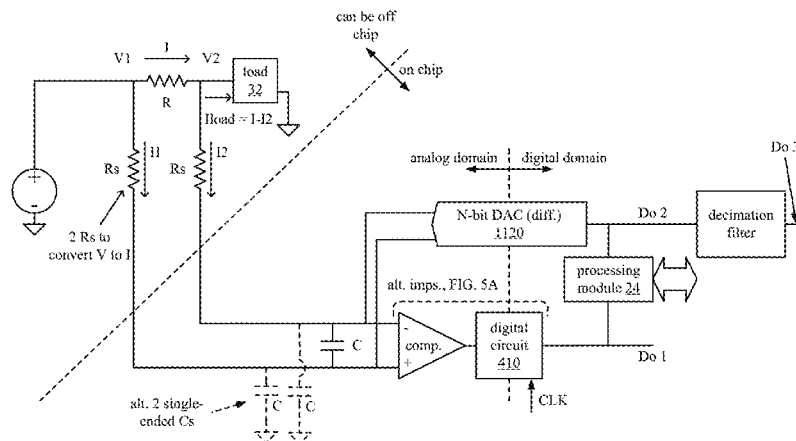 can be off
chip
on chip
V1
I
V2
R
load
32
Iload = I-I2
Rs
I1
Rs
I2
+
-
2 Rs to
convert V to I
analog domain
digital domain
N-bit DAC (diff.)
1120
Do 2
decimation
filter
Do 3
alt. imps., FIG. 5A
processing
module 24
-
comp.
+
digital
circuit
410
Do 1
CLK
C
C
C
alt. 2 single-
ended Cs